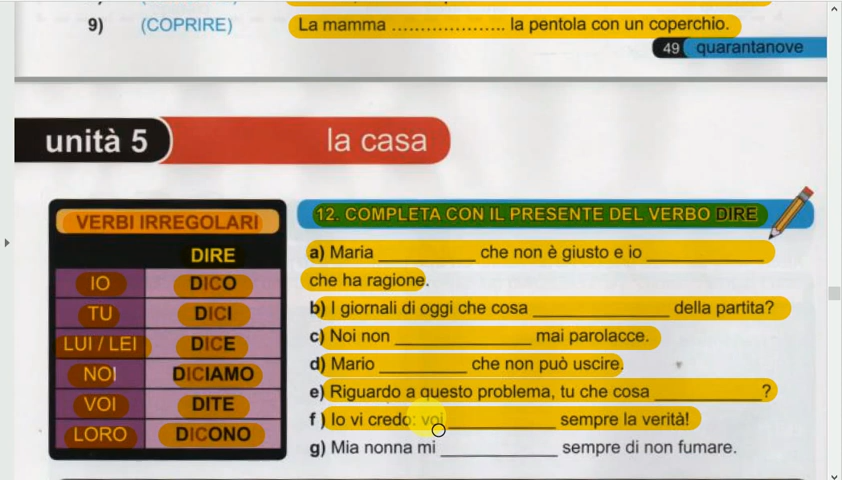 9) (COPRIRE) La mamma ………………. la pentola con un coperchio.
49 quarantanove
unità 5 la casa
VERBI IRREGOLARI
DIRE
IO DICO
TU DICI
LUI / LEI DICE
NOI DICIAMO
VOI DITE
LORO DICONO
12. COMPLETA CON IL PRESENTE DEL VERBO DIRE
a) Maria __________ che non è giusto e io ____________
che ha ragione.
b) I giornali di oggi che cosa ______________ della partita?
c) Noi non ______________ mai parolacce.
d) Mario _________ che non può uscire.
e) Riguardo a questo problema, tu che cosa ___________?
f ) Io vi credo: voi ___________ sempre la verità!
g) Mia nonna mi ____________ sempre di non fumare.